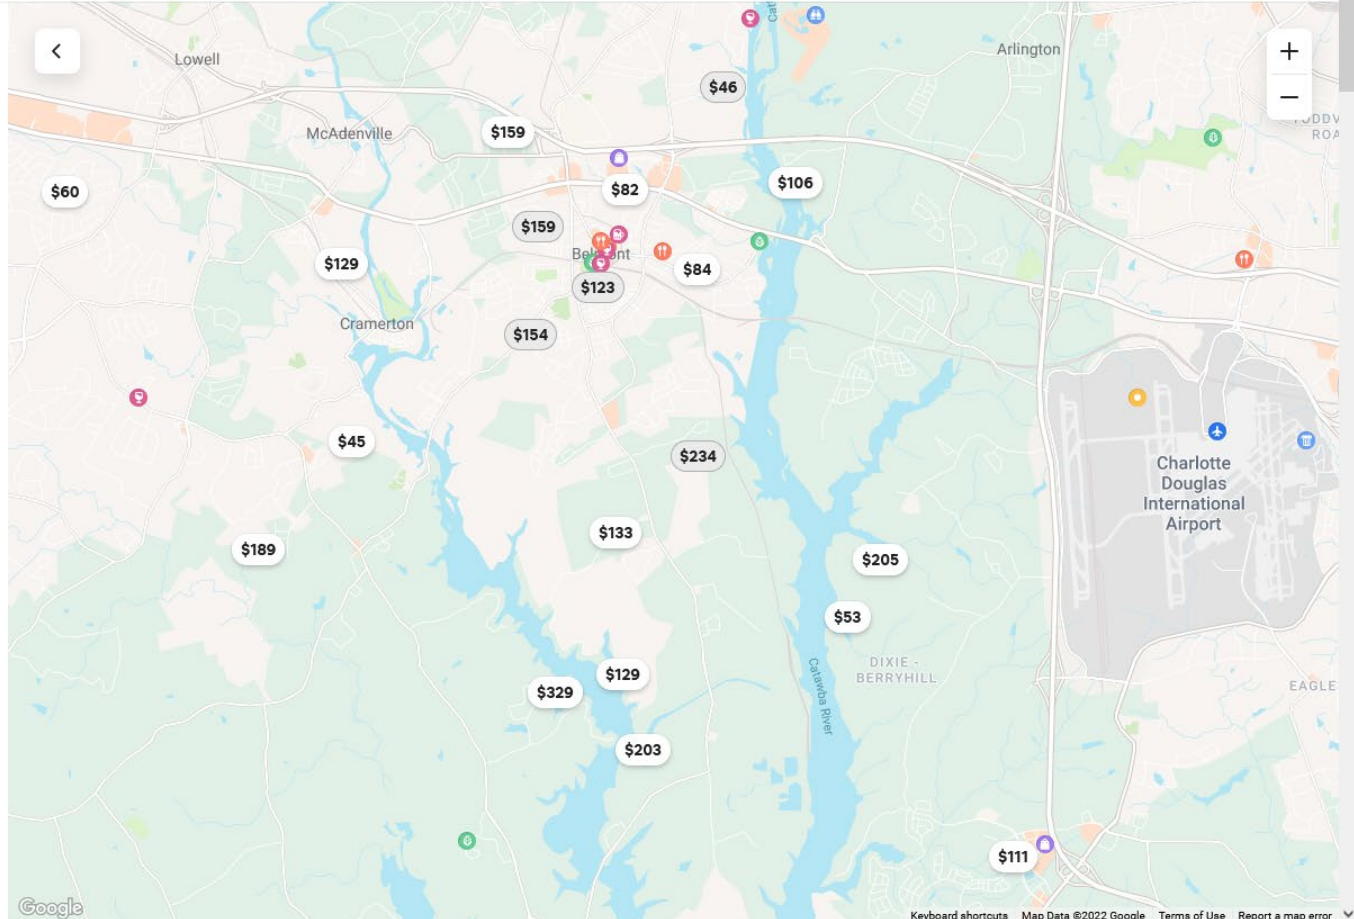 Lowell
Arlington
+
−
$46
McAdenville
$159
$60
$82
$106
$159
Belmont
$129
$84
$123
Cramerton
$154
$45
$234
Charlotte
Douglas
International
Airport
$133
$189
$205
$53
DIXIE -
BERRYHILL
$129
$329
Catawba River
EAGLE
$203
$111
Google
Keyboard shortcuts Map Data ©2022 Google Terms of Use Report a map error